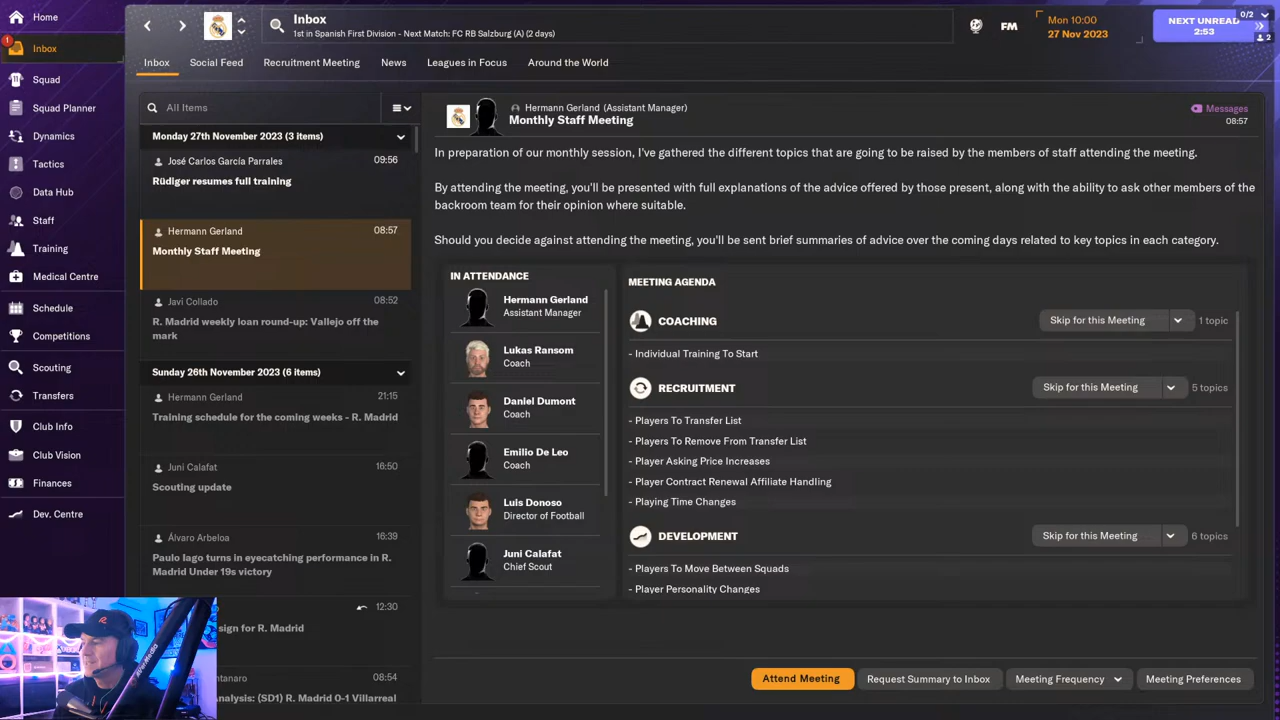 Home
Inbox
1st in Spanish First Division - Next Match: FC RB Salzburg (A) (2 days)
FM
Mon 10:00
27 Nov 2023
NEXT UNREAD
2:53
0/2
2
1
Inbox
Squad
Squad Planner
Dynamics
Tactics
Data Hub
Staff
Training
Medical Centre
Schedule
Competitions
Scouting
Transfers
Club Info
Club Vision
Finances
Dev. Centre
Inbox
Social Feed
Recruitment Meeting
News
Leagues in Focus
Around the World
All Items
Monday 27th November 2023 (3 items)
José Carlos García Parrales 09:56
Rüdiger resumes full training
Hermann Gerland 08:57
Monthly Staff Meeting
Javi Collado 08:52
R. Madrid weekly loan round-up: Vallejo off the
mark
Sunday 26th November 2023 (6 items)
Hermann Gerland 21:15
Training schedule for the coming weeks - R. Madrid
Juni Calafat 16:50
Scouting update
Álvaro Arbeloa 16:39
Paulo Iago turns in eyecatching performance in R.
Madrid Under 19s victory
12:30
sign for R. Madrid
ntanaro 08:54
nalysis: (SD1) R. Madrid 0-1 Villarreal
Hermann Gerland (Assistant Manager)
Monthly Staff Meeting
Messages
08:57
In preparation of our monthly session, I've gathered the different topics that are going to be raised by the members of staff attending the meeting.
By attending the meeting, you'll be presented with full explanations of the advice offered by those present, along with the ability to ask other members of the
backroom team for their opinion where suitable.
Should you decide against attending the meeting, you'll be sent brief summaries of advice over the coming days related to key topics in each category.
IN ATTENDANCE
Hermann Gerland
Assistant Manager
Lukas Ransom
Coach
Daniel Dumont
Coach
Emilio De Leo
Coach
Luis Donoso
Director of Football
Juni Calafat
Chief Scout
MEETING AGENDA
COACHING
Skip for this Meeting
1 topic
- Individual Training To Start
RECRUITMENT
Skip for this Meeting
5 topics
- Players To Transfer List
- Players To Remove From Transfer List
- Player Asking Price Increases
- Player Contract Renewal Affiliate Handling
- Playing Time Changes
DEVELOPMENT
Skip for this Meeting
6 topics
- Players To Move Between Squads
- Player Personality Changes
Attend Meeting
Request Summary to Inbox
Meeting Frequency
Meeting Preferences
AVerMedia